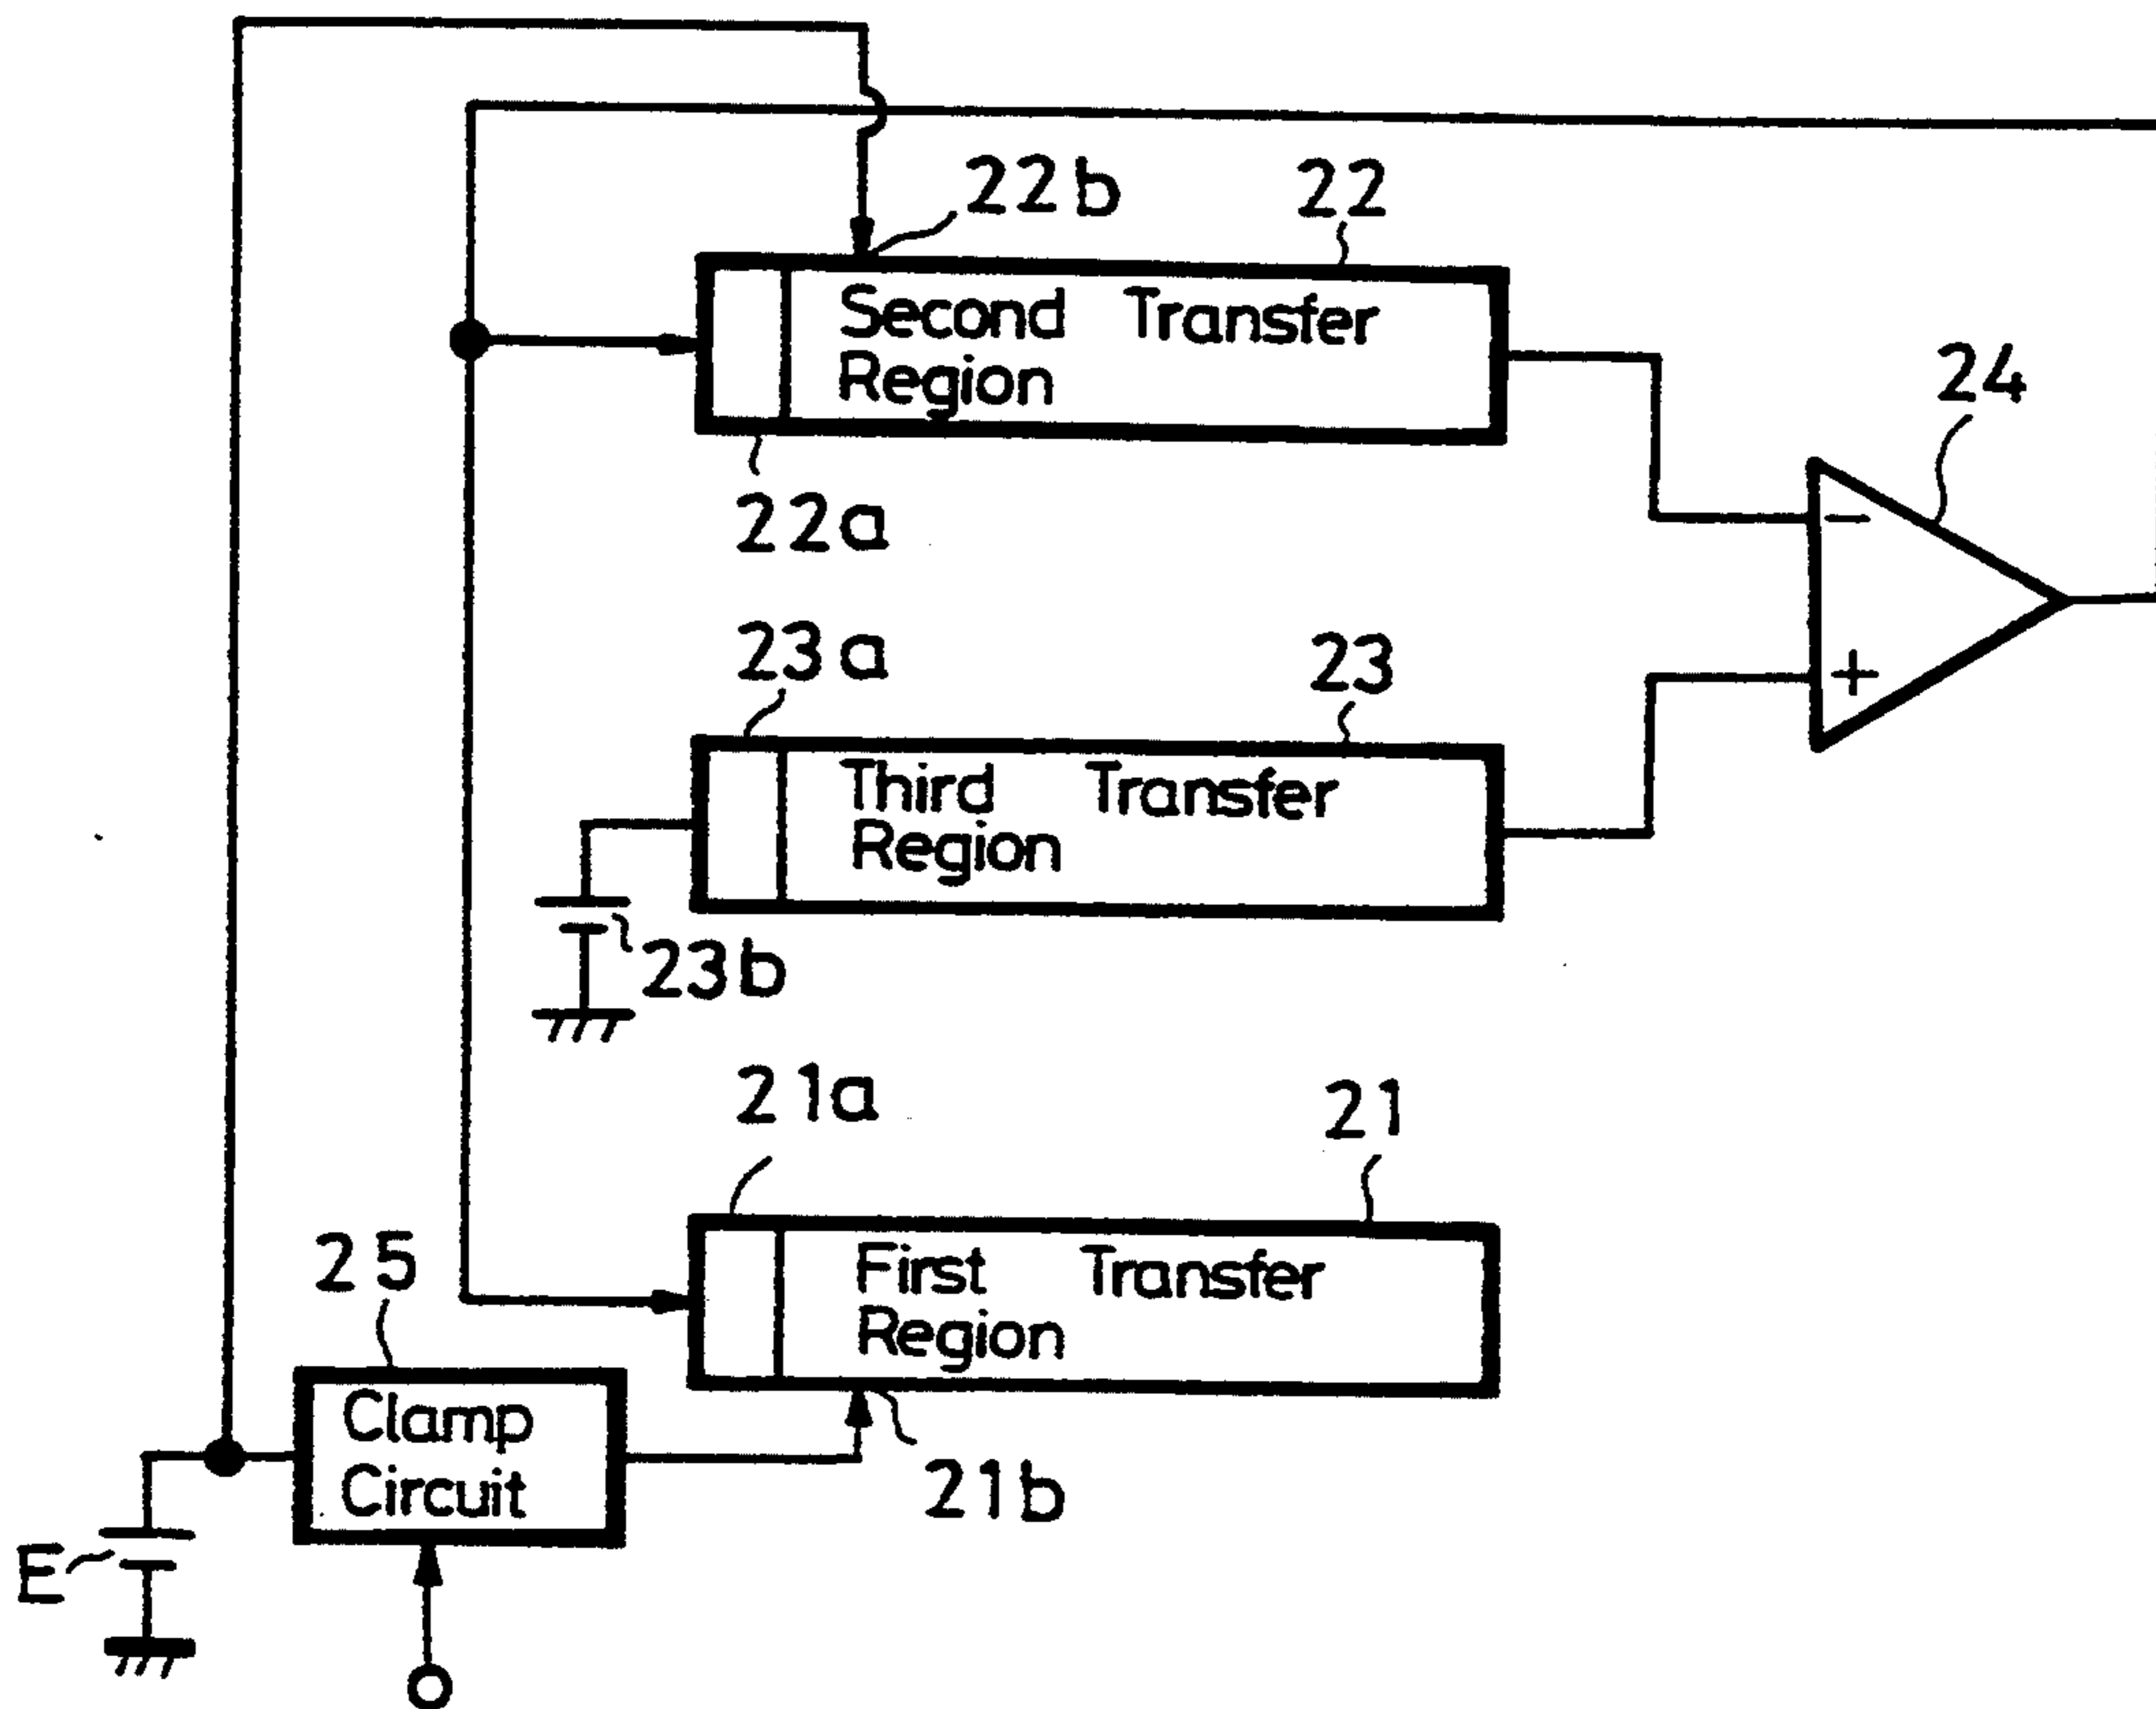 22b
22
Second Transfer
Region
24
22a
−
23a
23
+
Third Transfer
Region
23b
21a
21
25
First Transfer
Region
Clamp
Circuit
21b
E